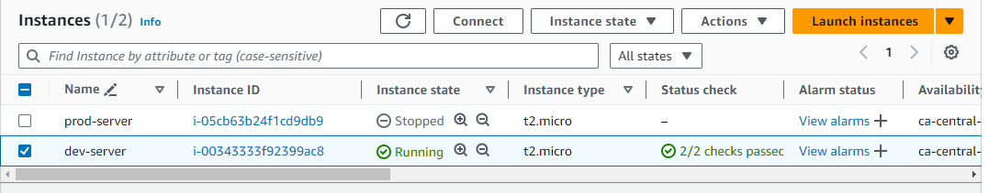 Instances (1/2) Info Connect Instance state Actions Launch instances
Find Instance by attribute or tag (case-sensitive) All states 1
Name Instance ID Instance state Instance type Status check Alarm status Availability
prod-server i-05cb63b24f1cd9db9 Stopped t2.micro – View alarms ca-central-
dev-server i-00343333f92399ac8 Running t2.micro 2/2 checks passed View alarms ca-central-